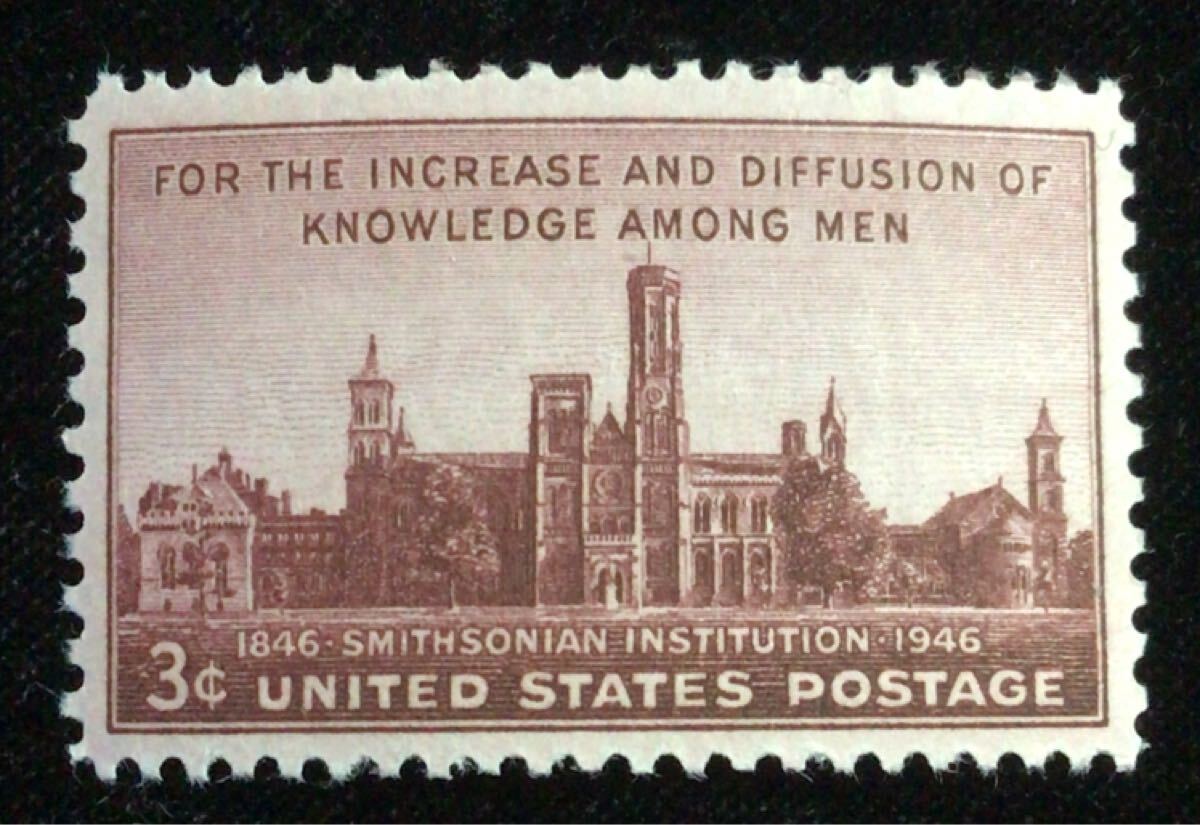 FOR THE INCREASE AND DIFFUSION OF
KNOWLEDGE AMONG MEN
1846·SMITHSONIAN INSTITUTION·1946
3¢ UNITED STATES POSTAGE